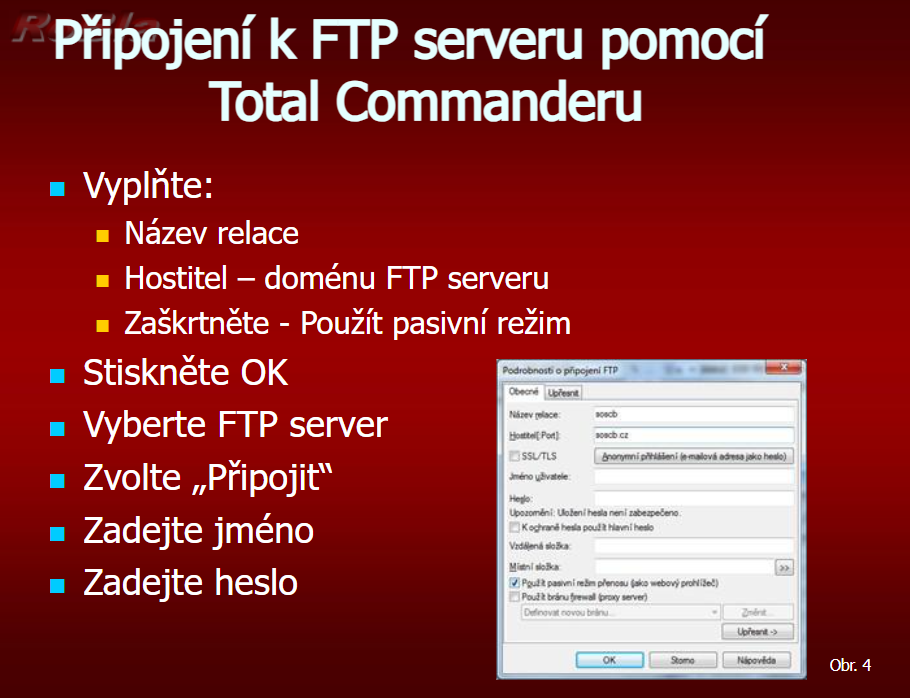 Připojení k FTP serveru pomocí
Total Commanderu
Vyplňte:
Název relace
Hostitel – doménu FTP serveru
Zaškrtněte - Použít pasivní režim
Stiskněte OK
Vyberte FTP server
Zvolte „Připojit“
Zadejte jméno
Zadejte heslo
Podrobnosti o připojení FTP
Obecné Upřesnit
Název relace: soscb
Hostitel[:Port]: soscb.cz
SSL/TLS Anonymní přihlášení (e-mailová adresa jako heslo)
Jméno uživatele:
Heslo:
Upozornění: Uložení hesla není zabezpečeno.
K ochraně hesla použít hlavní heslo
Vzdálená složka:
Místní složka: >>
Použít pasivní režim přenosu (jako webový prohlížeč)
Použít bránu firewall (proxy server)
Definovat novou bránu... Změnit...
Upřesnit ->
OK Storno Nápověda
Obr. 4